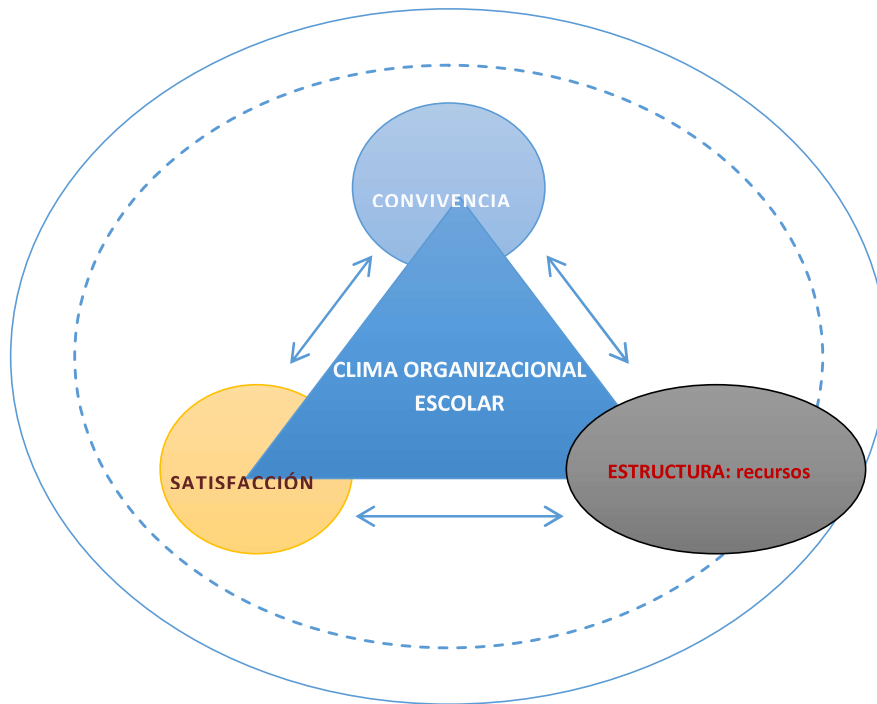 CONVIVENCIA
CLIMA ORGANIZACIONAL
ESCOLAR
SATISFACCIÓN
ESTRUCTURA: recursos